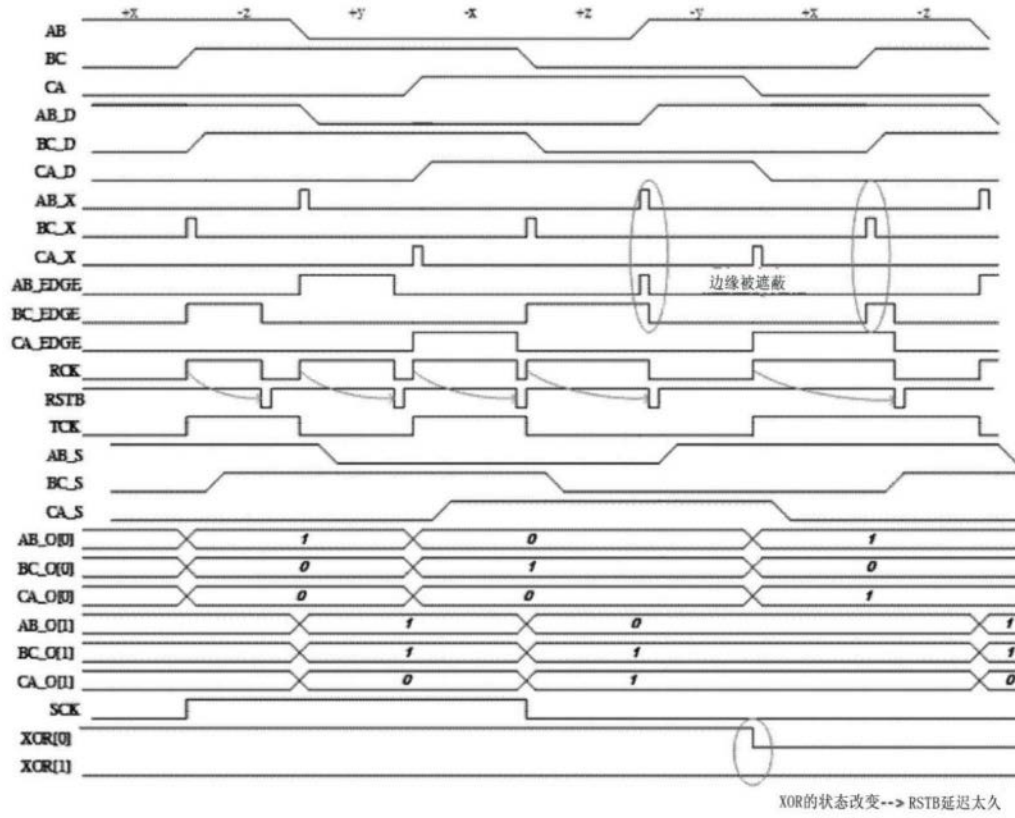 +x -z +y -x +z -y +x -z
AB
BC
CA
AB_D
BC_D
CA_D
AB_X
BC_X
CA_X
AB_EDGE
边缘被遮蔽
BC_EDGE
CA_EDGE
RCK
RSTB
TCK
AB_S
BC_S
CA_S
AB_O[0] 1 0 1
BC_O[0] 0 1 0
CA_O[0] 0 0 1
AB_O[1] 1 0 1
BC_O[1] 1 1 1
CA_O[1] 0 1 0
SCK
XOR[0]
XOR[1]
XOR的状态改变--> RSTB延迟太久